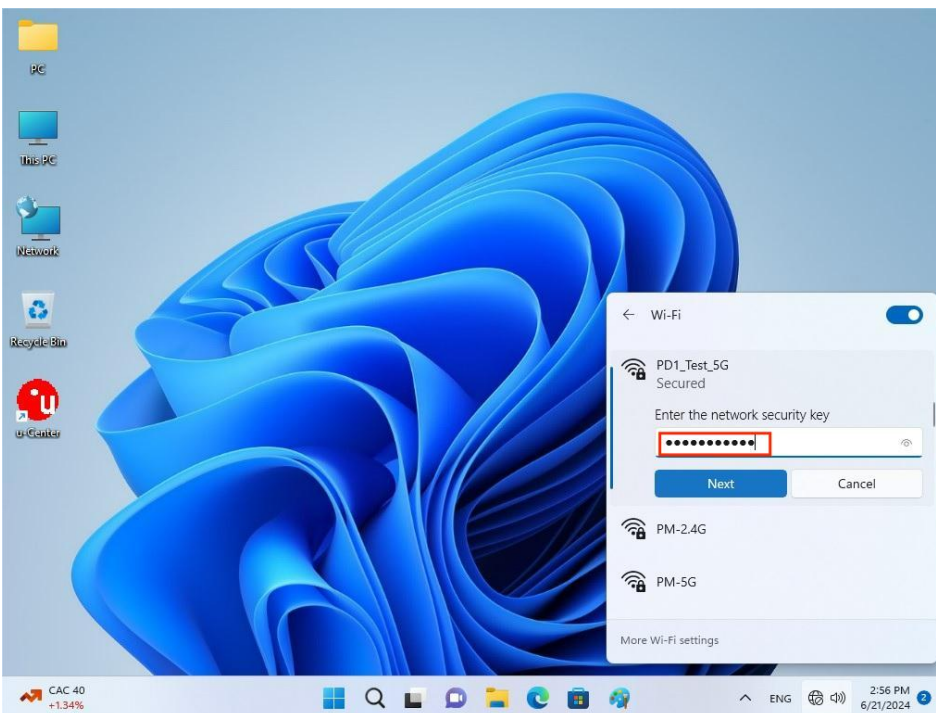 PC
This PC
Network
Recycle Bin
u-Center
Wi-Fi
PD1_Test_5G
Secured
Enter the network security key
●●●●●●●●●●●
Next Cancel
PM-2.4G
PM-5G
More Wi-Fi settings
CAC 40
+1.34%
ENG
2:56 PM
6/21/2024
2